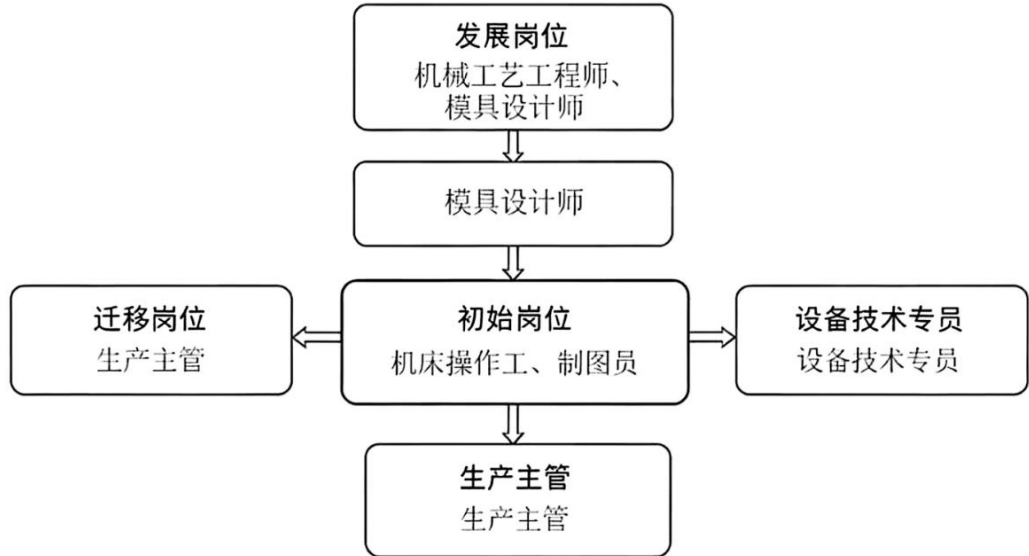 发展岗位
机械工艺工程师、
模具设计师
模具设计师
迁移岗位
生产主管
初始岗位
机床操作工、制图员
设备技术专员
设备技术专员
生产主管
生产主管